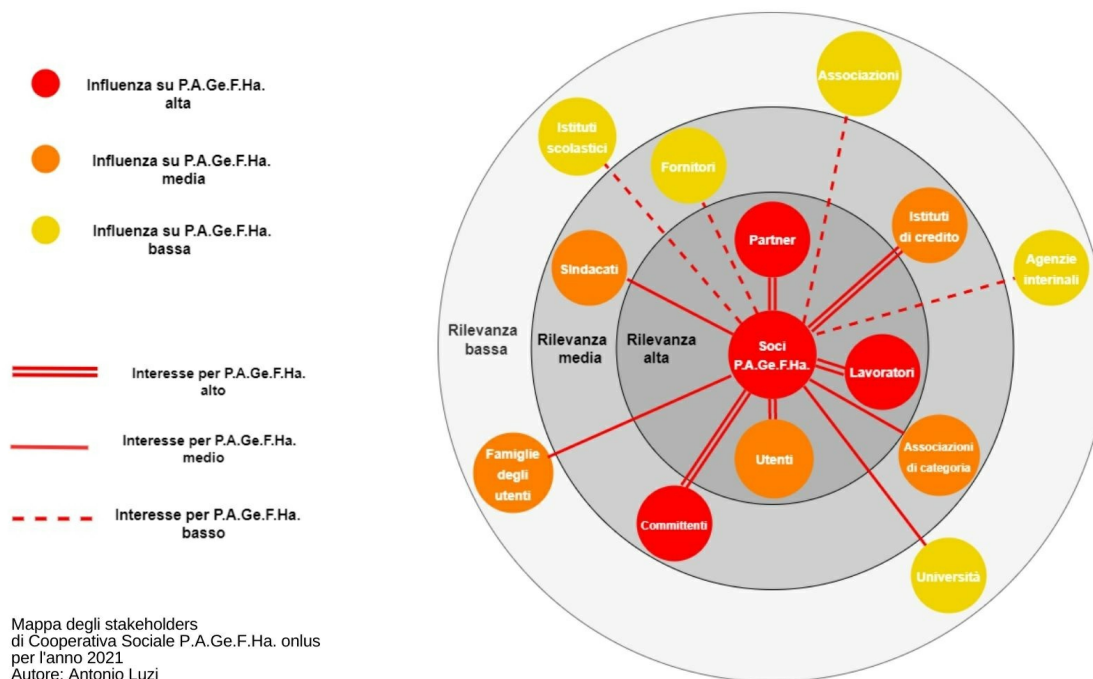 Influenza su P.A.Ge.F.Ha.
alta
Influenza su P.A.Ge.F.Ha.
media
Influenza su P.A.Ge.F.Ha.
bassa
Interesse per P.A.Ge.F.Ha.
alto
Interesse per P.A.Ge.F.Ha.
medio
Interesse per P.A.Ge.F.Ha.
basso
Mappa degli stakeholders
di Cooperativa Sociale P.A.Ge.F.Ha. onlus
per l'anno 2021
Autore: Antonio Luzi
Associazioni
Istituti
scolastici
Fornitori
Partner
Istituti
di credito
Sindacati
Agenzie
interinali
Rilevanza
bassa
Rilevanza
media
Rilevanza
alta
Soci
P.A.Ge.F.Ha.
Lavoratori
Famiglie
degli
utenti
Utenti
Associazioni
di categoria
Committenti
Università